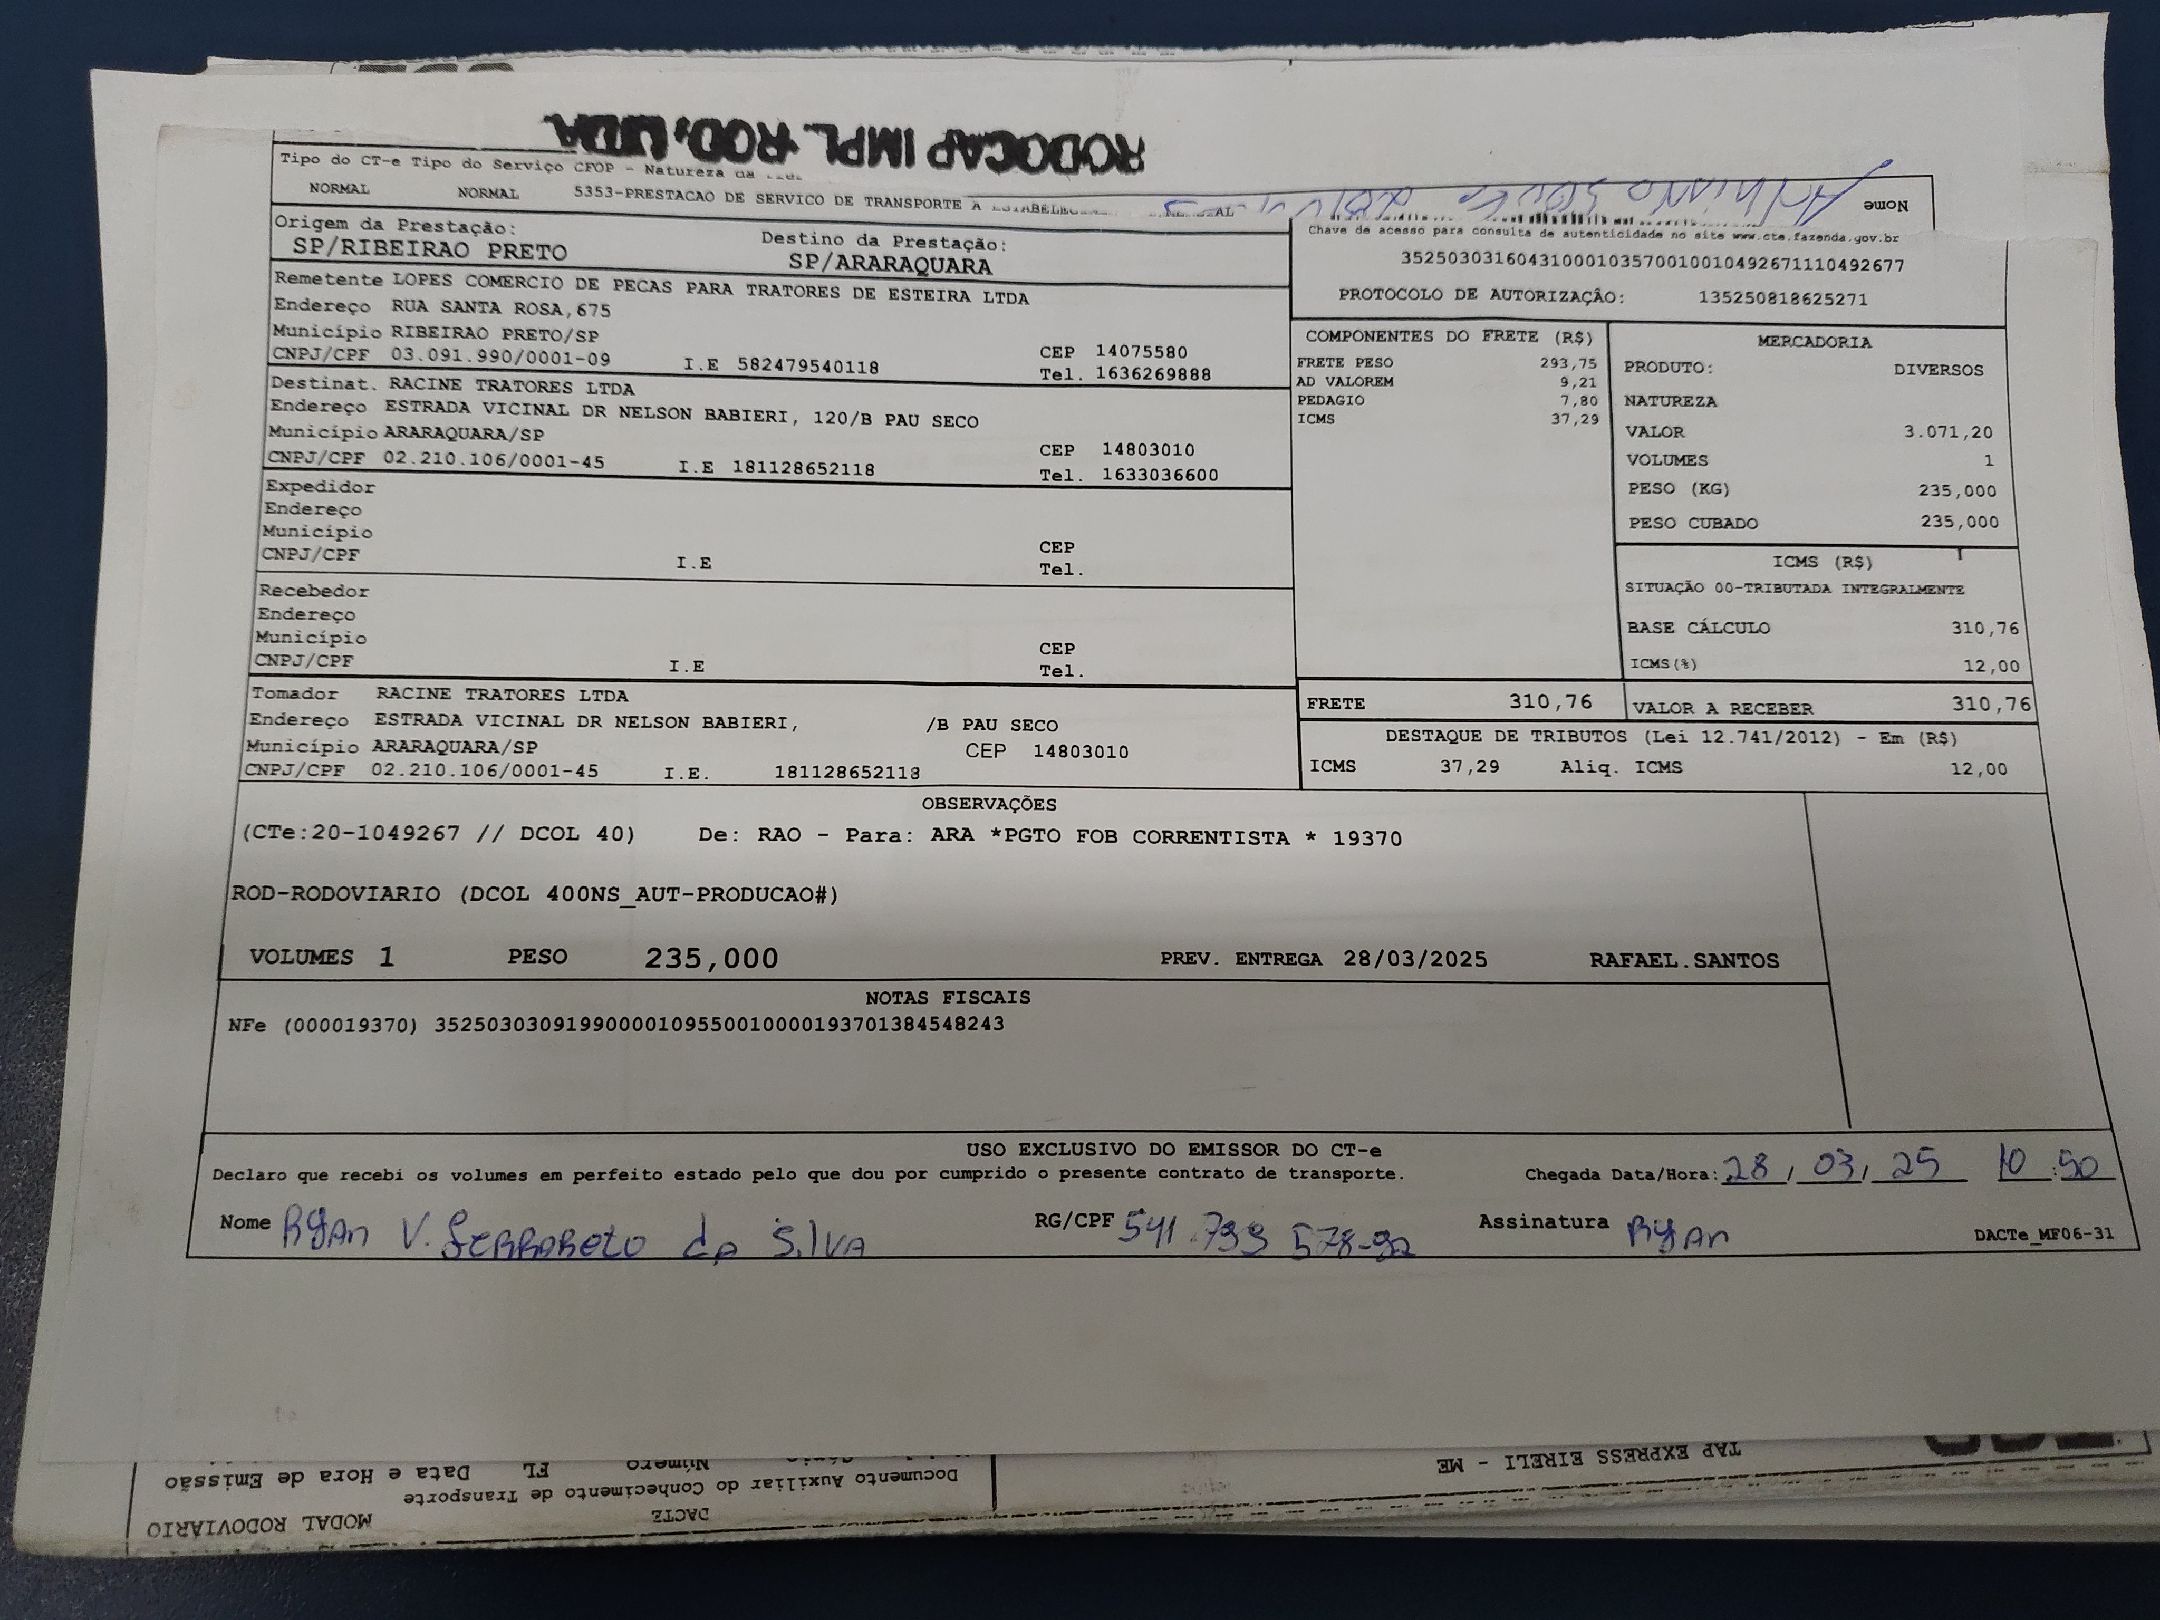 RODOCAP IMPL. ROD. LTDA
Tipo do CT-e Tipo do Serviço CFOP - Natureza da
NORMAL NORMAL 5353-PRESTACAO DE SERVICO DE TRANSPORTE A
Nome
Origem da Prestação: Destino da Prestação:
SP/RIBEIRAO PRETO SP/ARARAQUARA
Chave de acesso para consulta de autenticidade no site www.cte.fazenda.gov.br
35250303160431000103570010010492671110492677
PROTOCOLO DE AUTORIZAÇÃO: 135250818625271
Remetente LOPES COMERCIO DE PECAS PARA TRATORES DE ESTEIRA LTDA
Endereço RUA SANTA ROSA,675
Município RIBEIRAO PRETO/SP
CNPJ/CPF 03.091.990/0001-09 I.E 582479540118
CEP 14075580
Tel. 1636269888
Destinat. RACINE TRATORES LTDA
Endereço ESTRADA VICINAL DR NELSON BABIERI, 120/B PAU SECO
Município ARARAQUARA/SP
CNPJ/CPF 02.210.106/0001-45 I.E 181128652118
CEP 14803010
Tel. 1633036600
Expedidor
Endereço
Município
CNPJ/CPF I.E
CEP
Tel.
Recebedor
Endereço
Município
CNPJ/CPF I.E
CEP
Tel.
Tomador RACINE TRATORES LTDA
Endereço ESTRADA VICINAL DR NELSON BABIERI, /B PAU SECO
Município ARARAQUARA/SP CEP 14803010
CNPJ/CPF 02.210.106/0001-45 I.E. 181128652118
COMPONENTES DO FRETE (R$)
FRETE PESO 293,75
AD VALOREM 9,21
PEDAGIO 7,80
ICMS 37,29
MERCADORIA
PRODUTO: DIVERSOS
NATUREZA
VALOR 3.071,20
VOLUMES 1
PESO (KG) 235,000
PESO CUBADO 235,000
ICMS (R$)
SITUAÇÃO 00-TRIBUTADA INTEGRALMENTE
BASE CÁLCULO 310,76
ICMS(%) 12,00
FRETE 310,76 VALOR A RECEBER 310,76
DESTAQUE DE TRIBUTOS (Lei 12.741/2012) - Em (R$)
ICMS 37,29 Aliq. ICMS 12,00
OBSERVAÇÕES
(CTe:20-1049267 // DCOL 40) De: RAO - Para: ARA *PGTO FOB CORRENTISTA * 19370
ROD-RODOVIARIO (DCOL 400NS_AUT-PRODUCAO#)
VOLUMES 1 PESO 235,000 PREV. ENTREGA 28/03/2025 RAFAEL.SANTOS
NOTAS FISCAIS
NFe (000019370) 35250303091990000109550010000193701384548243
USO EXCLUSIVO DO EMISSOR DO CT-e
Declaro que recebi os volumes em perfeito estado pelo que dou por cumprido o presente contrato de transporte. Chegada Data/Hora: 28/03/25 10:50
Nome Ryan V. da Silva RG/CPF Assinatura Ryan
DACTe_MF06-31
TAP EXPRESS EIRELI - ME
Número FL Data e Hora de Emissão
Documento Auxiliar do Conhecimento de Transporte
DACTE MODAL RODOVIÁRIO